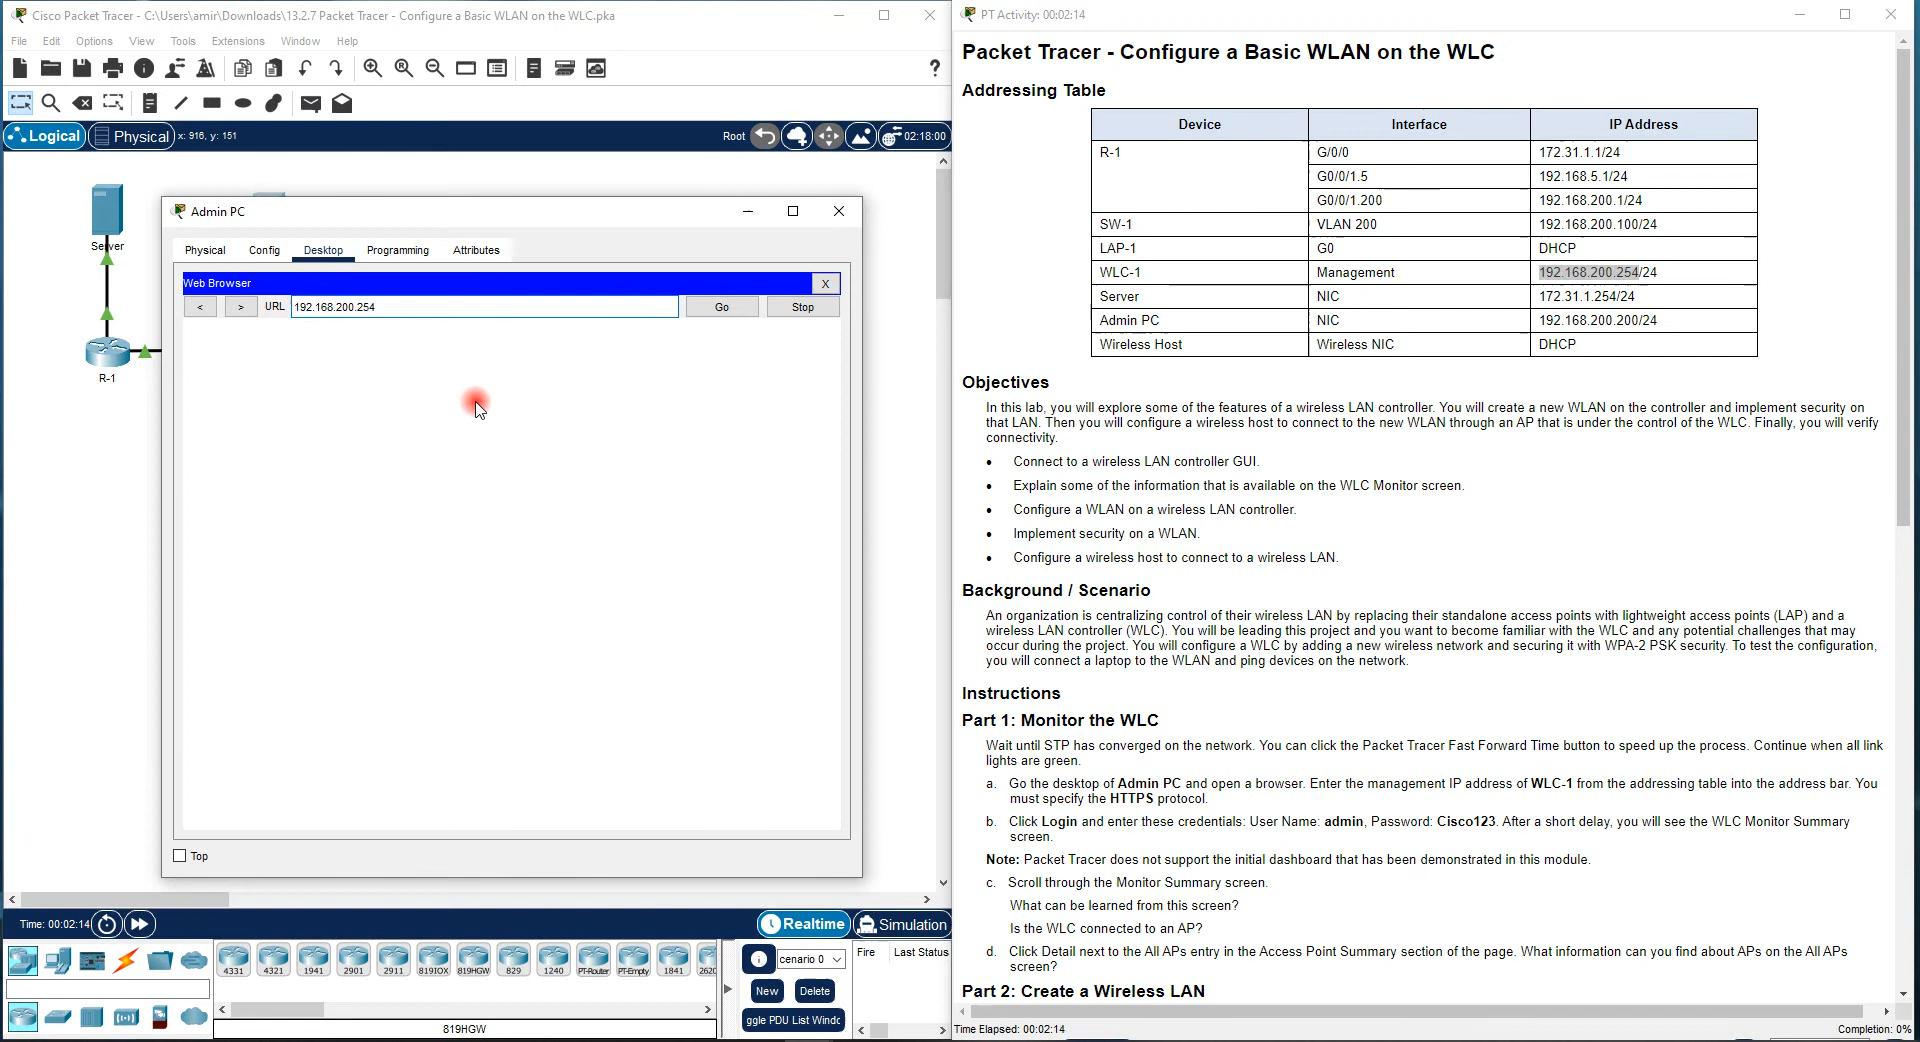 Cisco Packet Tracer - C:\Users\amir\Downloads\13.2.7 Packet Tracer - Configure a Basic WLAN on the WLC.pka
File Edit Options View Tools Extensions Window Help
?
Logical Physical x: 916, y: 151
Root 02:18:00
Server
R-1
Admin PC
Physical Config Desktop Programming Attributes
Web Browser X
< > URL 192.168.200.254 Go Stop
Top
Time: 00:02:14
Realtime Simulation
4331 4321 1941 2901 2911 819IOX 819HGW 829 1240 PT-Router PT-Empty 1841 2620
819HGW
cenario 0
New Delete
ggle PDU List Windo
Fire Last Status
PT Activity: 00:02:14
Packet Tracer - Configure a Basic WLAN on the WLC
Addressing Table
Device Interface IP Address
R-1 G/0/0 172.31.1.1/24
G0/0/1.5 192.168.5.1/24
G0/0/1.200 192.168.200.1/24
SW-1 VLAN 200 192.168.200.100/24
LAP-1 G0 DHCP
WLC-1 Management 192.168.200.254/24
Server NIC 172.31.1.254/24
Admin PC NIC 192.168.200.200/24
Wireless Host Wireless NIC DHCP
Objectives
In this lab, you will explore some of the features of a wireless LAN controller. You will create a new WLAN on the controller and implement security on
that LAN. Then you will configure a wireless host to connect to the new WLAN through an AP that is under the control of the WLC. Finally, you will verify
connectivity.
• Connect to a wireless LAN controller GUI.
• Explain some of the information that is available on the WLC Monitor screen.
• Configure a WLAN on a wireless LAN controller.
• Implement security on a WLAN.
• Configure a wireless host to connect to a wireless LAN.
Background / Scenario
An organization is centralizing control of their wireless LAN by replacing their standalone access points with lightweight access points (LAP) and a
wireless LAN controller (WLC). You will be leading this project and you want to become familiar with the WLC and any potential challenges that may
occur during the project. You will configure a WLC by adding a new wireless network and securing it with WPA-2 PSK security. To test the configuration,
you will connect a laptop to the WLAN and ping devices on the network.
Instructions
Part 1: Monitor the WLC
Wait until STP has converged on the network. You can click the Packet Tracer Fast Forward Time button to speed up the process. Continue when all link
lights are green.
a. Go the desktop of Admin PC and open a browser. Enter the management IP address of WLC-1 from the addressing table into the address bar. You
must specify the HTTPS protocol.
b. Click Login and enter these credentials: User Name: admin, Password: Cisco123. After a short delay, you will see the WLC Monitor Summary
screen.
Note: Packet Tracer does not support the initial dashboard that has been demonstrated in this module.
c. Scroll through the Monitor Summary screen.
What can be learned from this screen?
Is the WLC connected to an AP?
d. Click Detail next to the All APs entry in the Access Point Summary section of the page. What information can you find about APs on the All APs
screen?
Part 2: Create a Wireless LAN
Time Elapsed: 00:02:14 Completion: 0%